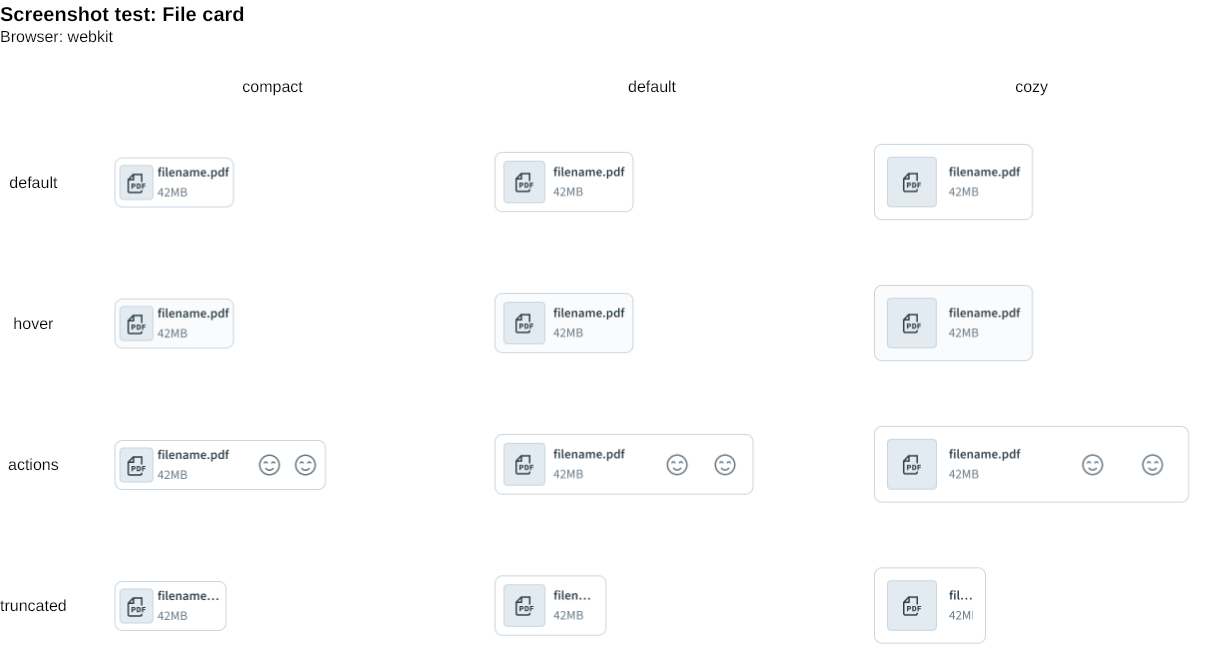 Screenshot test: File card
Browser: webkit
compact default cozy
default
filename.pdf
PDF
42MB
filename.pdf
PDF
42MB
filename.pdf
PDF
42MB
hover
filename.pdf
PDF
42MB
filename.pdf
PDF
42MB
filename.pdf
PDF
42MB
actions
filename.pdf
PDF
42MB
filename.pdf
PDF
42MB
filename.pdf
PDF
42MB
truncated
filename...
PDF
42MB
filen...
PDF
42MB
fil...
PDF
42M